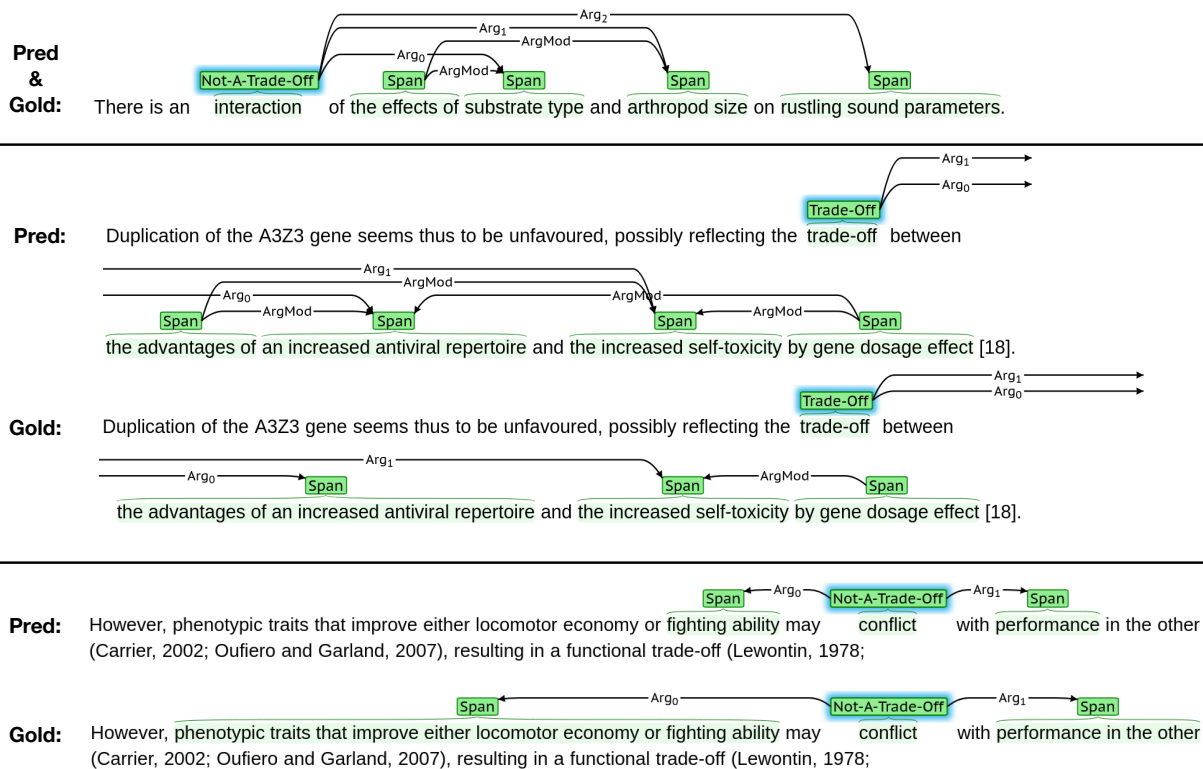 Arg₂
Arg₁
ArgMod
Pred
&
Gold:
Arg₀
Not-A-Trade-Off Span ArgMod Span Span Span
There is an interaction of the effects of substrate type and arthropod size on rustling sound parameters.
Arg₁
Arg₀
Trade-Off
Pred: Duplication of the A3Z3 gene seems thus to be unfavoured, possibly reflecting the trade-off between
Arg₁
ArgMod
Arg₀ ArgMod
Span ArgMod Span Span ArgMod Span
the advantages of an increased antiviral repertoire and the increased self-toxicity by gene dosage effect [18].
Arg₁
Arg₀
Trade-Off
Gold: Duplication of the A3Z3 gene seems thus to be unfavoured, possibly reflecting the trade-off between
Arg₁
Arg₀ Span Span ArgMod Span
the advantages of an increased antiviral repertoire and the increased self-toxicity by gene dosage effect [18].
Span Arg₀ Not-A-Trade-Off Arg₁ Span
Pred: However, phenotypic traits that improve either locomotor economy or fighting ability may conflict with performance in the other
(Carrier, 2002; Oufiero and Garland, 2007), resulting in a functional trade-off (Lewontin, 1978;
Span Arg₀ Not-A-Trade-Off Arg₁ Span
Gold: However, phenotypic traits that improve either locomotor economy or fighting ability may conflict with performance in the other
(Carrier, 2002; Oufiero and Garland, 2007), resulting in a functional trade-off (Lewontin, 1978;